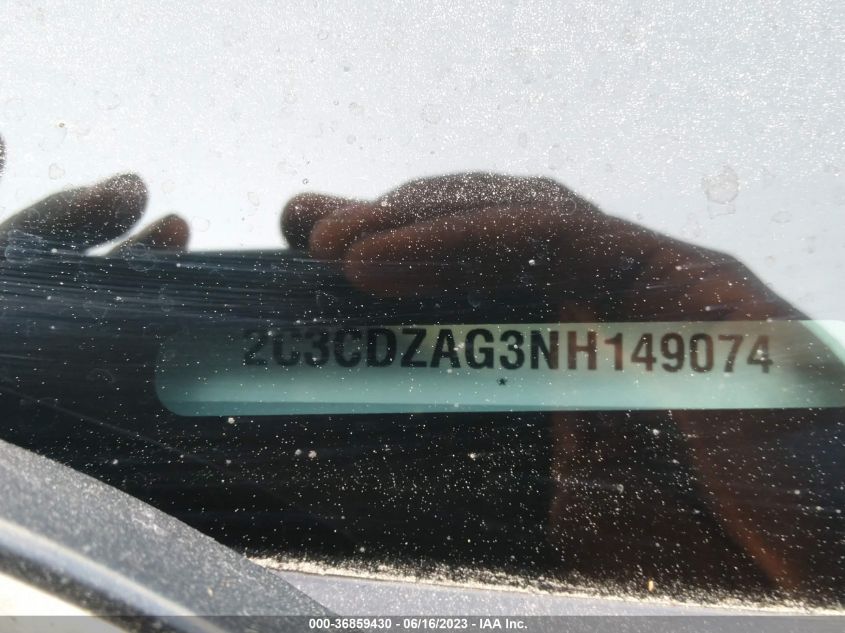 2C3CDZAG3NH149074
*
000-36859430 - 06/16/2023 - IAA Inc.